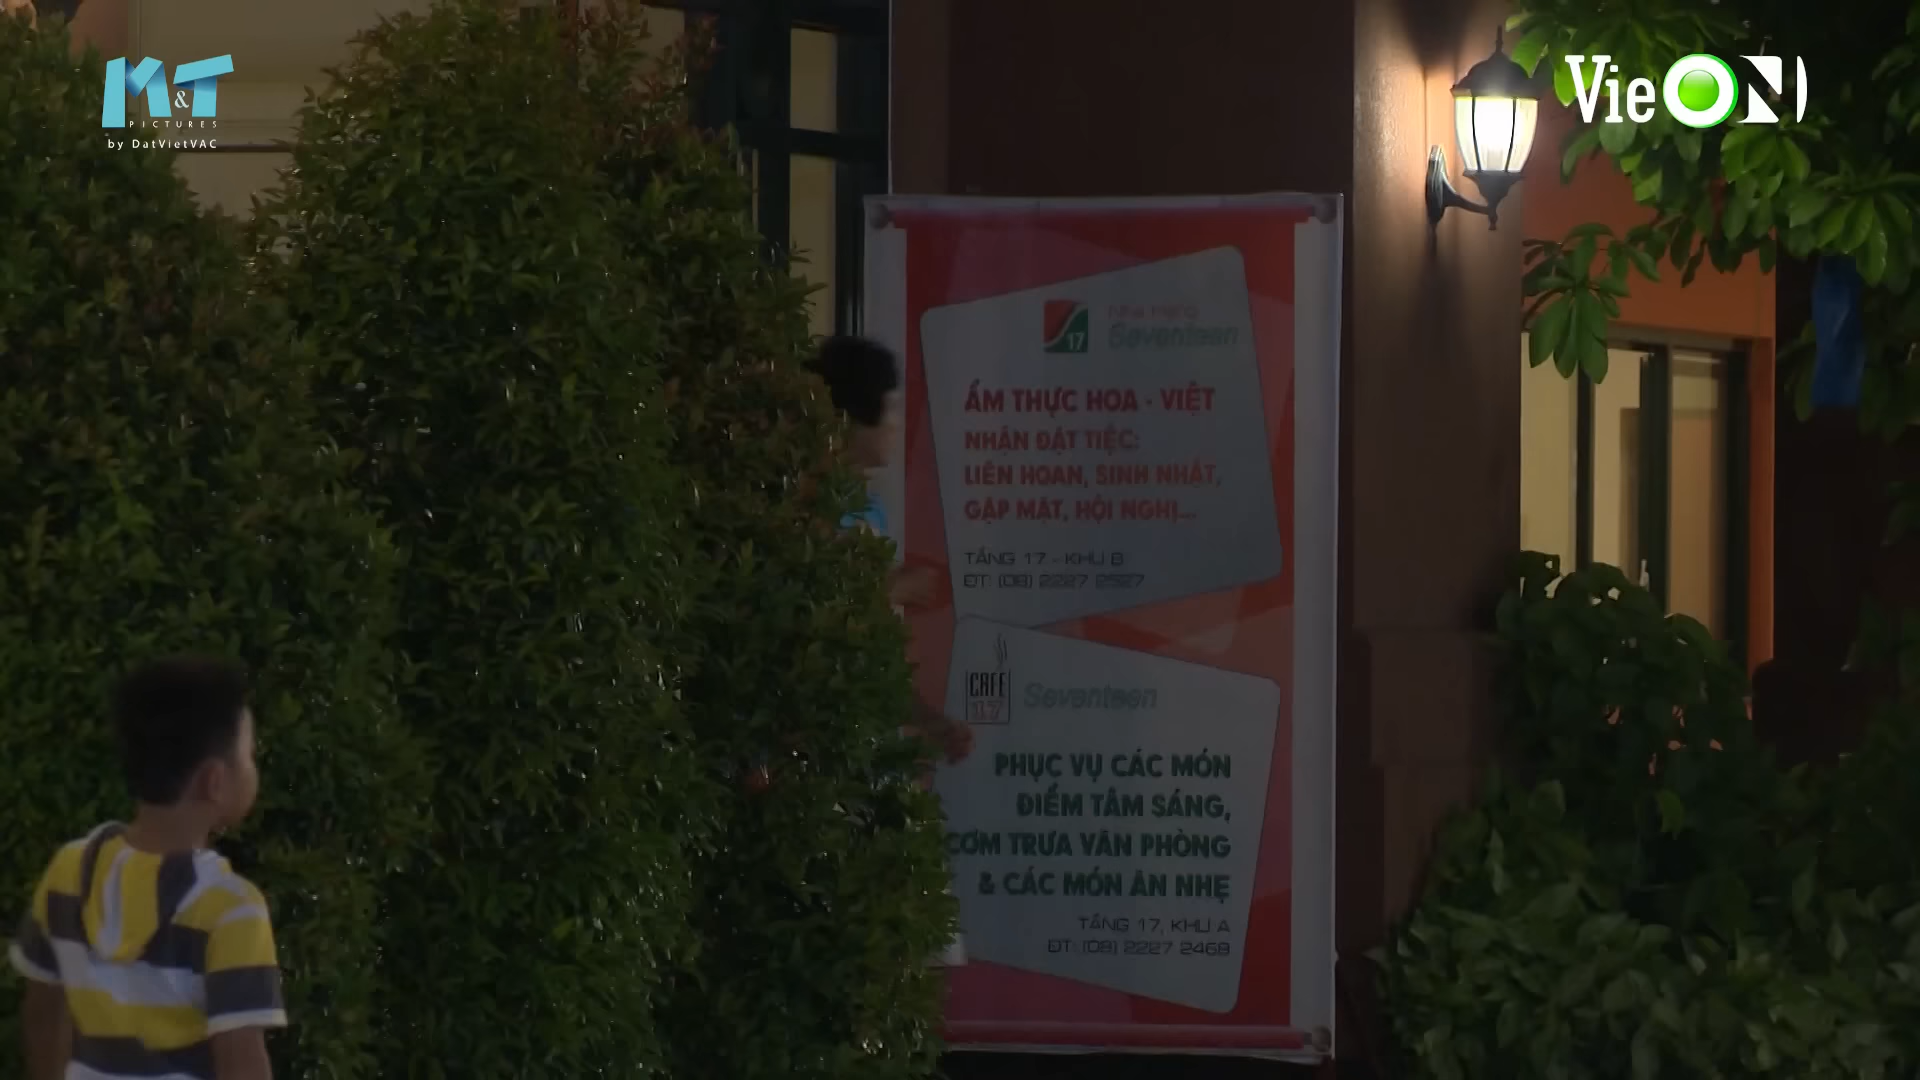 M&T
PICTURES
by DatVietVAC
VieON
17
Nhà hàng
Seventeen
ẨM THỰC HOA - VIỆT
NHẬN ĐẶT TIỆC:
LIÊN HOAN, SINH NHẬT,
GẶP MẶT, HỘI NGHỊ...
TẦNG 17 - KHU B
ĐT: (08) 2227 2527
CAFE
17
Seventeen
PHỤC VỤ CÁC MÓN
ĐIỂM TÂM SÁNG,
CƠM TRƯA VĂN PHÒNG
& CÁC MÓN ĂN NHẸ
TẦNG 17, KHU A
ĐT: (08) 2227 2468